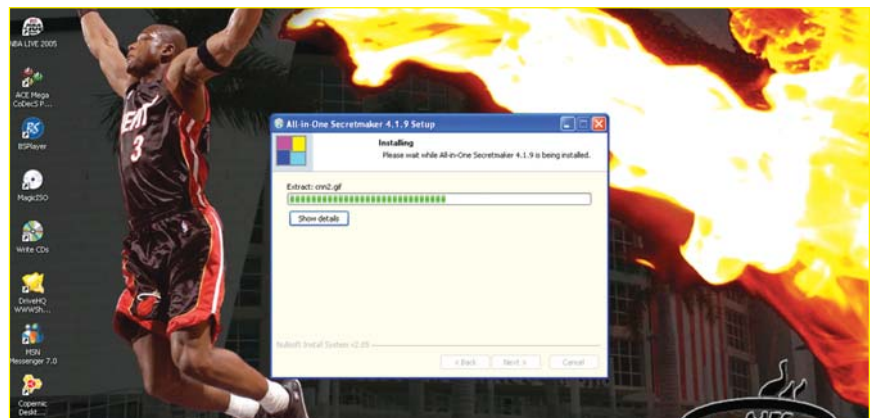 NBA LIVE 2005
ACE Mega
CoDecS P...
BSPlayer
MagicISO
Write CDs
DriveHQ
WWWSh...
MSN
Messenger 7.0
Copernic
Deskt...
HEAT
3
All-in-One Secretmaker 4.1.9 Setup
Installing
Please wait while All-in-One Secretmaker 4.1.9 is being installed.
Extract: cnn2.gif
Show details
Nullsoft Install System v2.05
< Back
Next >
Cancel